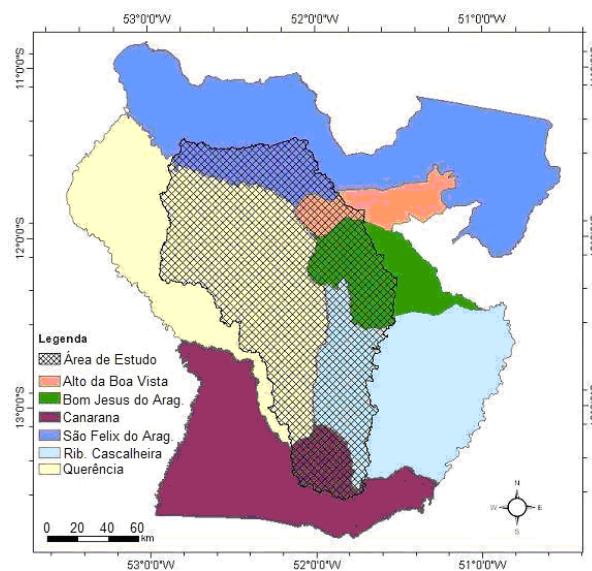 53°0'0"W 52°0'0"W 51°0'0"W
11°0'0"S
12°0'0"S
13°0'0"S
Legenda
Área de Estudo
Alto da Boa Vista
Bom Jesus do Arag.
Canarana
São Felix do Arag.
Rib. Cascalheira
Querência
0 10 20 40 60
km
N
W E
S
53°0'0"W 52°0'0"W 51°0'0"W